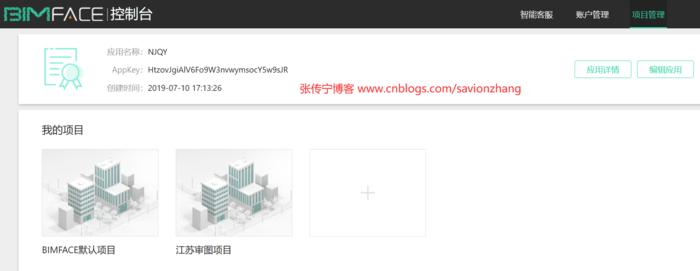 BIMFACE 控制台
智能客服 账户管理 项目管理
应用名称: NJQY
AppKey: HtzovJgiAlV6Fo9W3nvwymsocY5w9sJR
创建时间: 2019-07-10 17:13:26
张传宁博客 www.cnblogs.com/savionzhang
应用详情 编辑应用
我的项目
BIMFACE默认项目 江苏审图项目